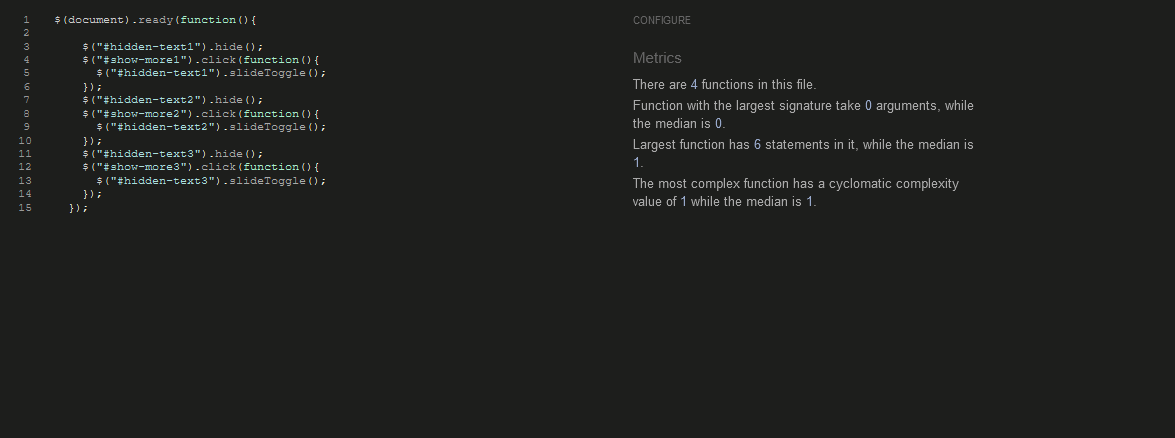 1 $(document).ready(function(){
2
3 $("#hidden-text1").hide();
4 $("#show-more1").click(function(){
5 $("#hidden-text1").slideToggle();
6 });
7 $("#hidden-text2").hide();
8 $("#show-more2").click(function(){
9 $("#hidden-text2").slideToggle();
10 });
11 $("#hidden-text3").hide();
12 $("#show-more3").click(function(){
13 $("#hidden-text3").slideToggle();
14 });
15 });
CONFIGURE
Metrics
There are 4 functions in this file.
Function with the largest signature take 0 arguments, while
the median is 0.
Largest function has 6 statements in it, while the median is
1.
The most complex function has a cyclomatic complexity
value of 1 while the median is 1.